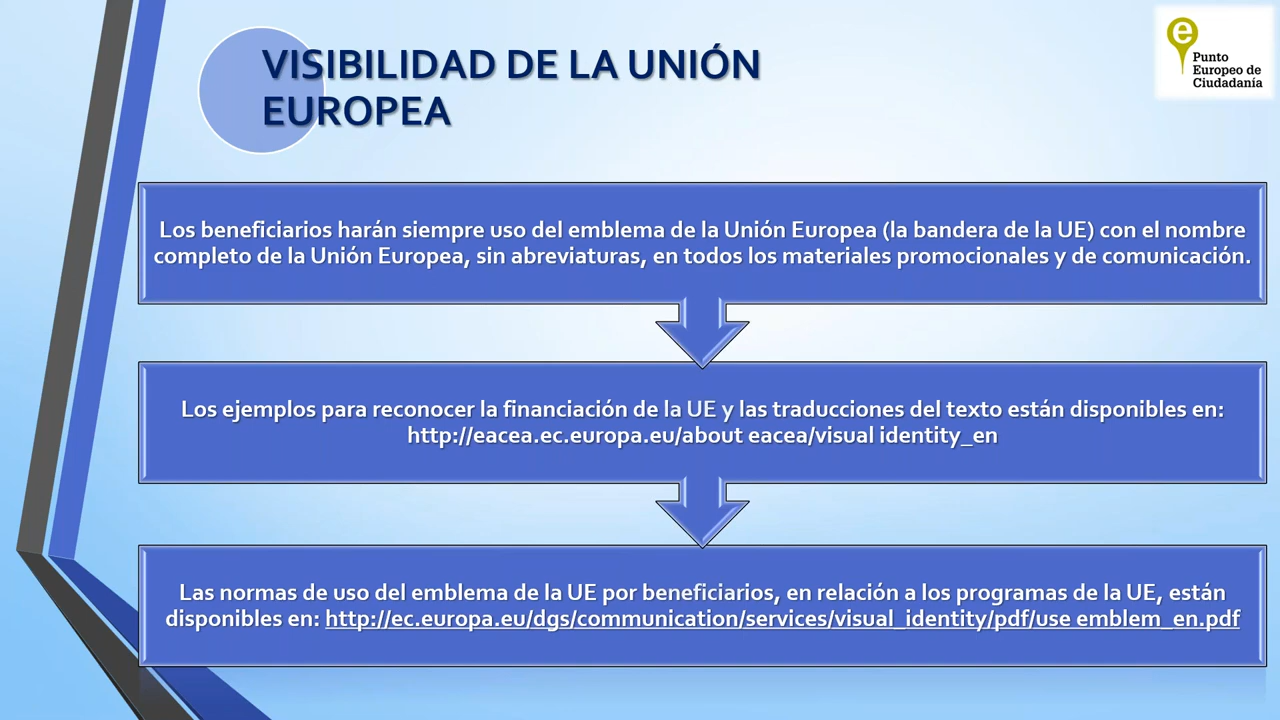 VISIBILIDAD DE LA UNIÓN
EUROPEA
e
Punto
Europeo de
Ciudadanía
Los beneficiarios harán siempre uso del emblema de la Unión Europea (la bandera de la UE) con el nombre
completo de la Unión Europea, sin abreviaturas, en todos los materiales promocionales y de comunicación.
Los ejemplos para reconocer la financiación de la UE y las traducciones del texto están disponibles en:
http://eacea.ec.europa.eu/about eacea/visual identity_en
Las normas de uso del emblema de la UE por beneficiarios, en relación a los programas de la UE, están
disponibles en: http://ec.europa.eu/dgs/communication/services/visual_identity/pdf/use emblem_en.pdf